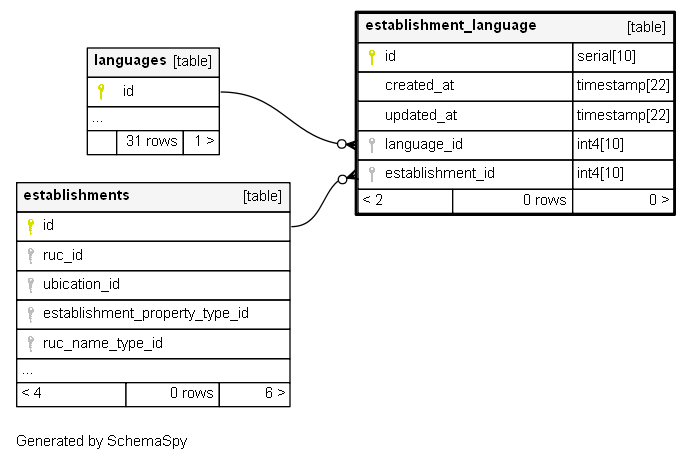 establishment_language [table]
id serial[10]
created_at timestamp[22]
updated_at timestamp[22]
language_id int4[10]
establishment_id int4[10]
< 2 0 rows 0 >
languages [table]
id
...
31 rows 1 >
establishments [table]
id
ruc_id
ubication_id
establishment_property_type_id
ruc_name_type_id
...
< 4 0 rows 6 >
Generated by SchemaSpy